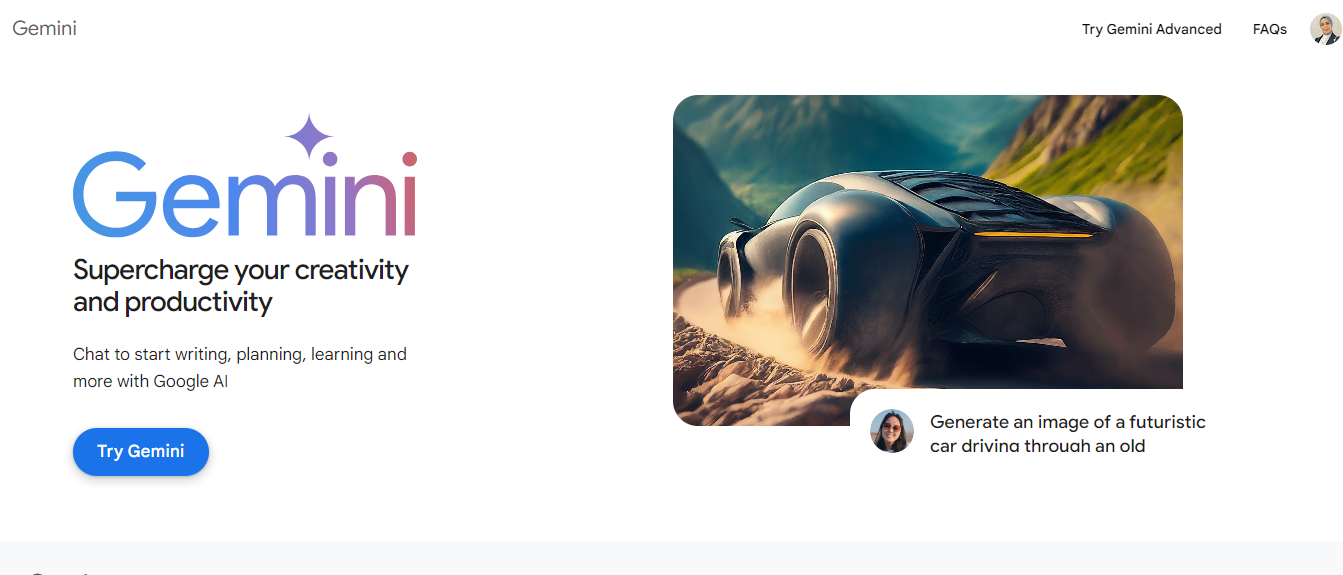 Gemini
Try Gemini Advanced
FAQs
Gemini
Supercharge your creativity
and productivity
Chat to start writing, planning, learning and
more with Google AI
Try Gemini
Generate an image of a futuristic
car driving through an old